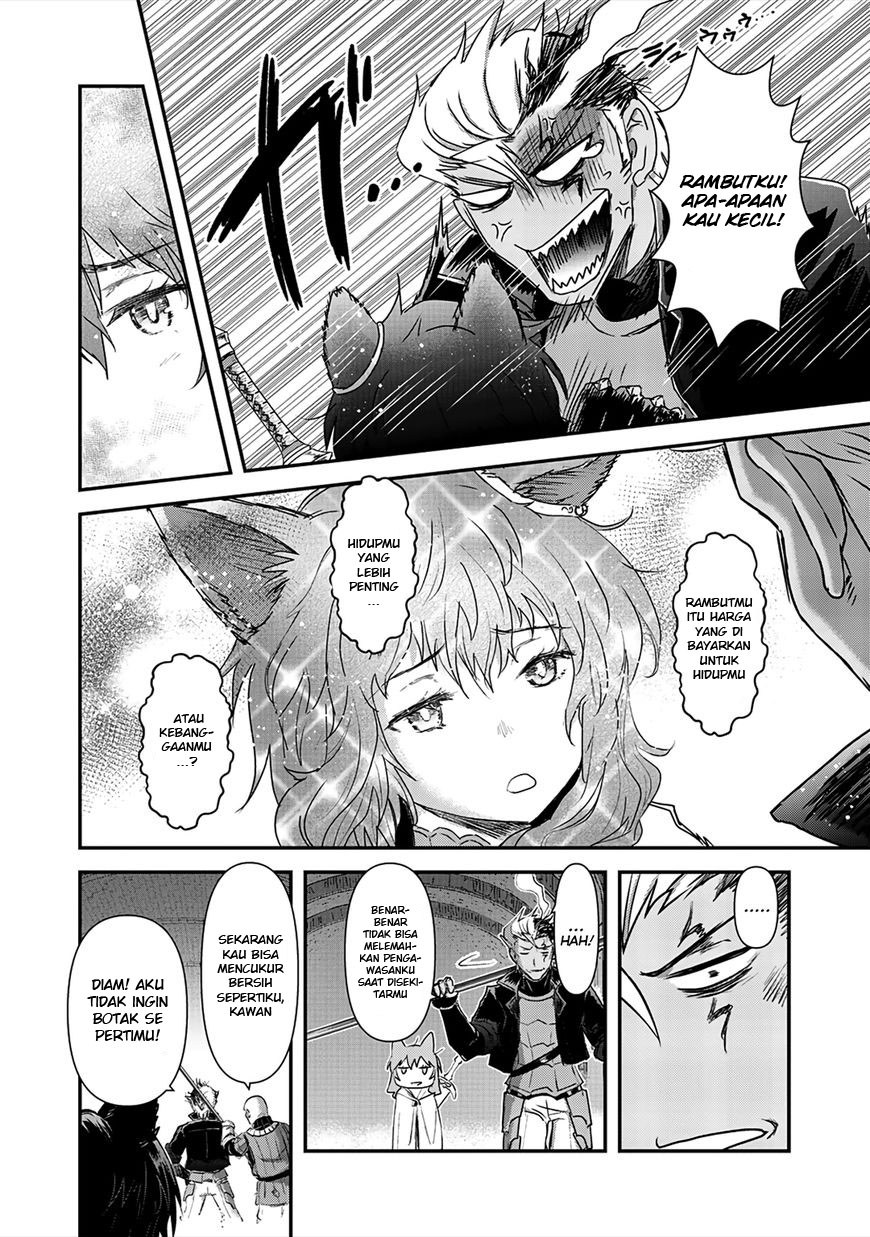 RAMBUTKU!
APA-APAAN
KAU KECIL!
ガッ
RAMBUTMU
ITU HARGA
YANG DI
BAYARKAN
UNTUK
HIDUPMU
HIDUPMU
YANG
LEBIH
PENTING
...
ATAU
KEBANG-
GAANMU
...?
.....
...
HAH!
BENAR-
BENAR
TIDAK BISA
MELEMAH-
KAN PENGA-
WASANKU
SAAT DISEKI-
TARMU
SEKARANG
KAU BISA
MENCUKUR
BERSIH
SEPERTIKU,
KAWAN
DIAM! AKU
TIDAK INGIN
BOTAK SE
PERTIMU!